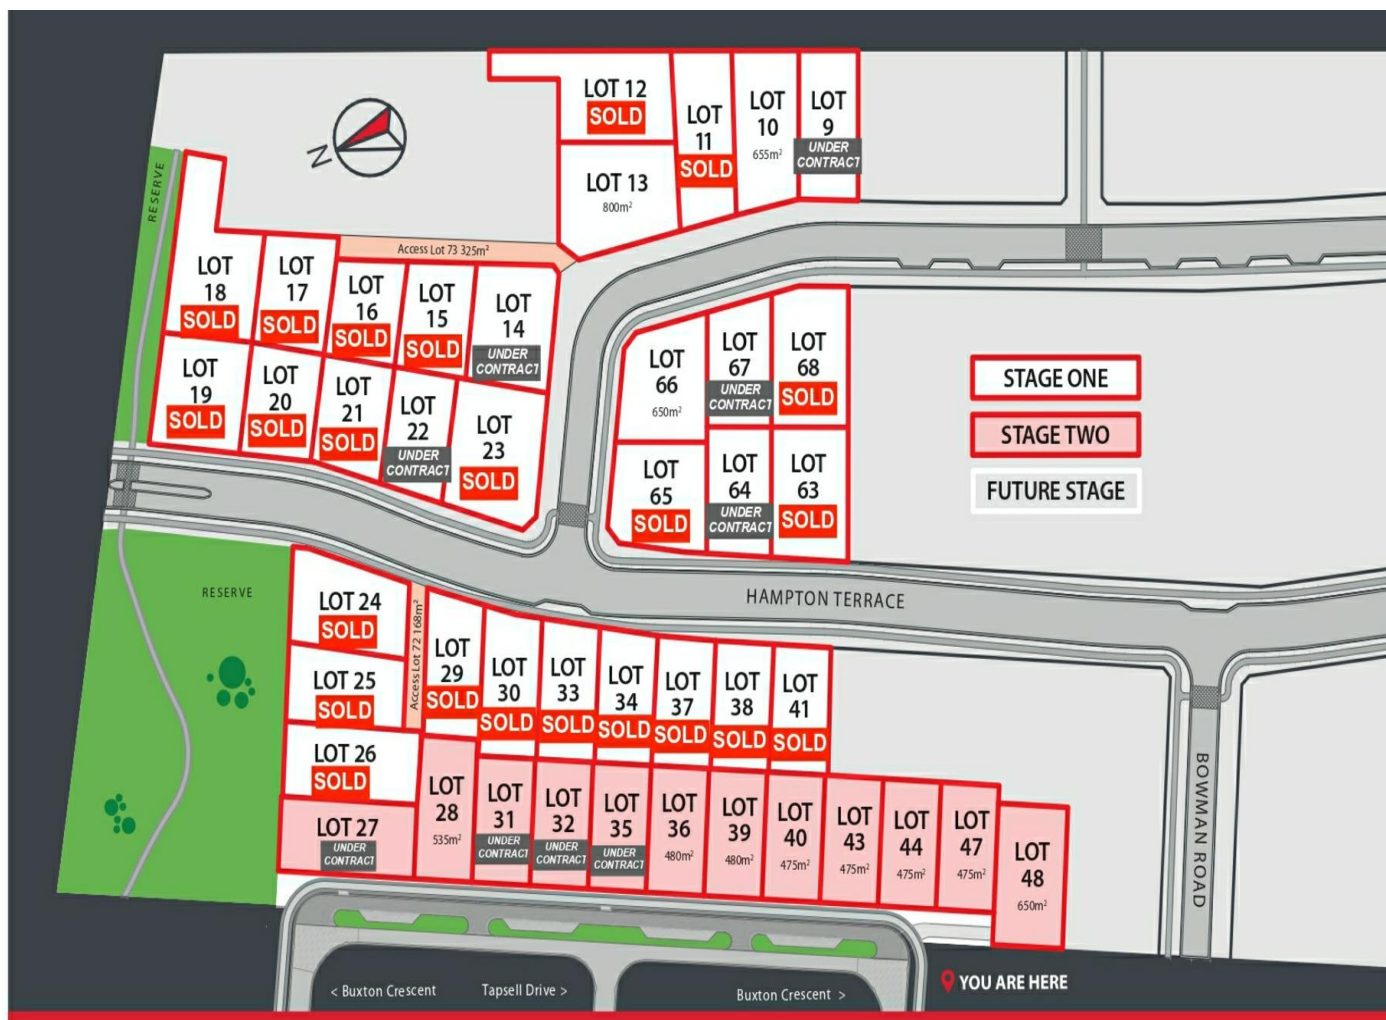 LOT 12
SOLD
LOT
11
SOLD
LOT
10
655m²
LOT
9
UNDER
CONTRACT
LOT 13
800m²
N
RESERVE
Access Lot 73 325m²
LOT
18
SOLD
LOT
17
SOLD
LOT
16
SOLD
LOT
15
SOLD
LOT
14
UNDER
CONTRACT
LOT
19
SOLD
LOT
20
SOLD
LOT
21
SOLD
LOT
22
UNDER
CONTRACT
LOT
23
SOLD
LOT
66
650m²
LOT
67
UNDER
CONTRACT
LOT
68
SOLD
LOT
65
SOLD
LOT
64
UNDER
CONTRACT
LOT
63
SOLD
STAGE ONE
STAGE TWO
FUTURE STAGE
HAMPTON TERRACE
RESERVE
LOT 24
SOLD
Access Lot 72 168m²
LOT 25
SOLD
LOT 26
SOLD
LOT 27
UNDER
CONTRACT
LOT
29
SOLD
LOT
30
SOLD
LOT
33
SOLD
LOT
34
SOLD
LOT
37
SOLD
LOT
38
SOLD
LOT
41
SOLD
LOT
28
535m²
LOT
31
UNDER
CONTRACT
LOT
32
UNDER
CONTRACT
LOT
35
UNDER
CONTRACT
LOT
36
480m²
LOT
39
480m²
LOT
40
475m²
LOT
43
475m²
LOT
44
475m²
LOT
47
475m²
LOT
48
650m²
BOWMAN ROAD
< Buxton Crescent
Tapsell Drive >
Buxton Crescent >
YOU ARE HERE